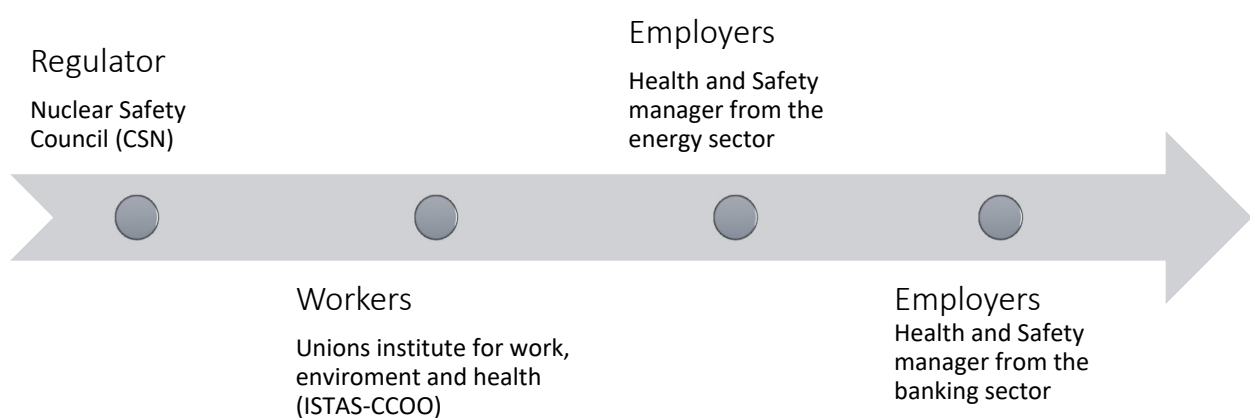 Regulator
Nuclear Safety
Council (CSN)
Workers
Unions institute for work,
enviroment and health
(ISTAS-CCOO)
Employers
Health and Safety
manager from the
energy sector
Employers
Health and Safety
manager from the
banking sector